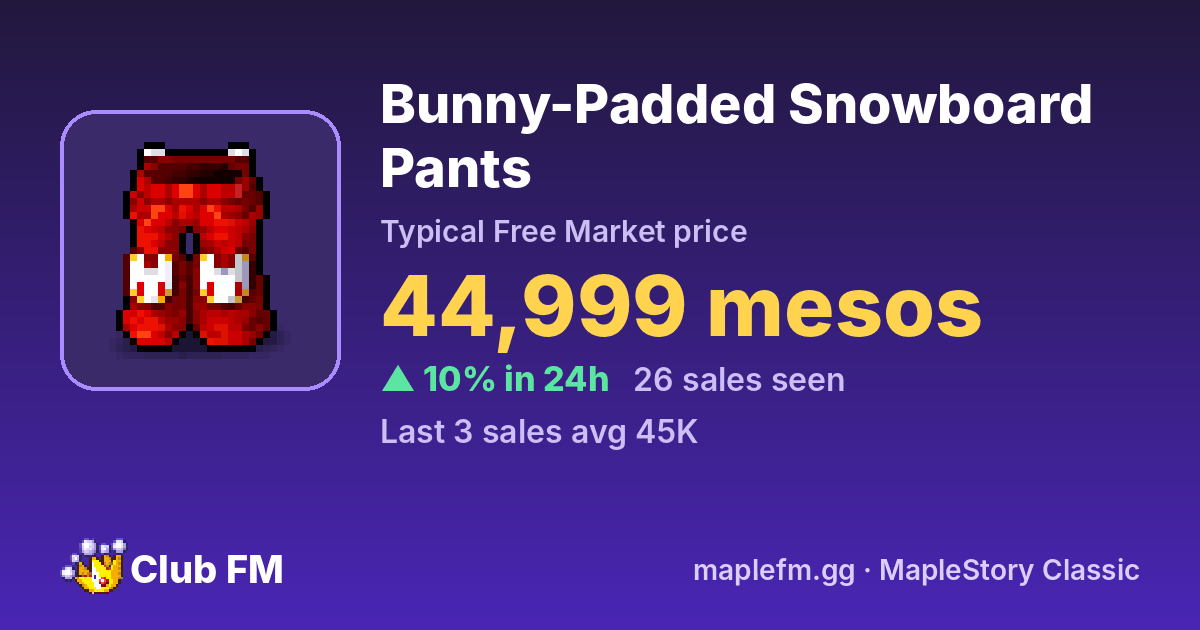 Bunny-Padded Snowboard
Pants
Typical Free Market price
44,999 mesos
▲ 10% in 24h 26 sales seen
Last 3 sales avg 45K
Club FM
maplefm.gg · MapleStory Classic